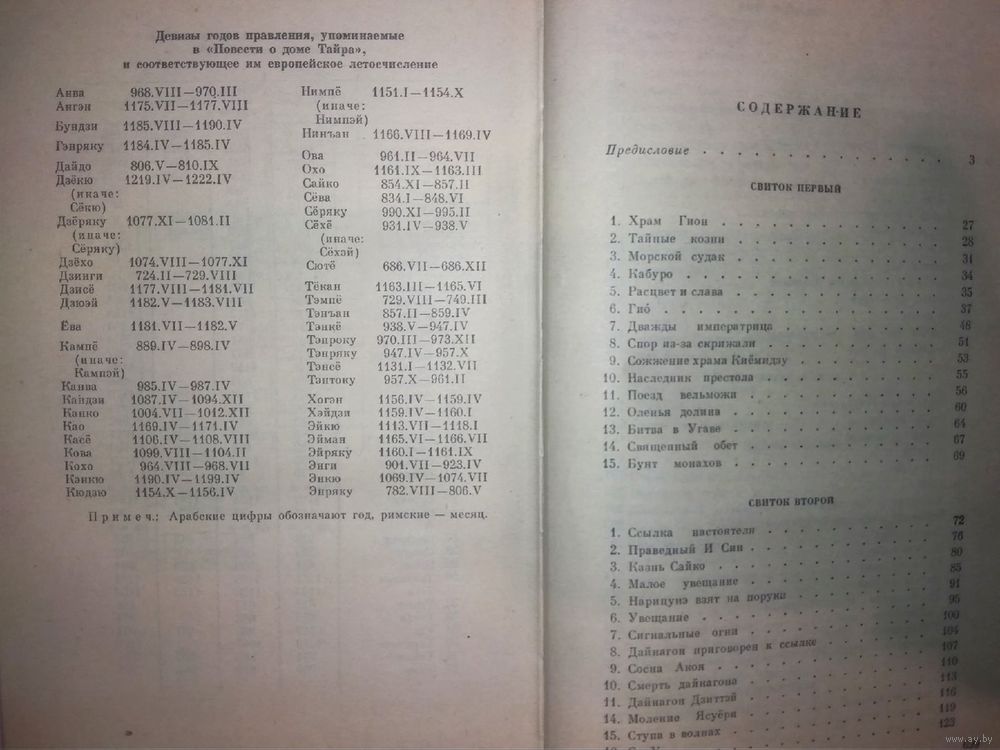 Девизы годов правления, упоминаемые
в «Повести о доме Тайра»,
и соответствующее им европейское летосчисление
Анва 968.VIII—970.III
Ангэн 1175.VII—1177.VIII
Бундзи 1185.VIII—1190.IV
Гэнряку 1184.IV—1185.IV
Дайдо 806.V—810.IX
Дзёкю 1219.IV—1222.IV
(иначе:
Сёкю)
Дзёряку 1077.XI—1081.II
(иначе:
Сёряку)
Дзёхо 1074.VIII—1077.XI
Дзинги 724.II—729.VIII
Дзисё 1177.VIII—1181.VII
Дзюэй 1182.V—1183.VIII
Ёва 1181.VII—1182.V
Кампё 889.IV—898.IV
(иначе:
Кампэй)
Канва 985.IV—987.IV
Кандзи 1087.IV—1094.XII
Канко 1004.VII—1012.XII
Као 1169.IV—1171.IV
Касё 1106.IV—1108.VIII
Кова 1099.VIII—1104.II
Кохо 964.VIII—968.VII
Кэнкю 1190.IV—1199.IV
Кюдзю 1154.X—1156.IV
Нимпё 1151.I—1154.X
(иначе:
Нимпэй)
Нинъан 1166.VIII—1169.IV
Ова 961.II—964.VII
Охо 1161.IX—1163.III
Сайко 854.XI—857.II
Сёва 834.I—848.VI
Сёряку 990.XI—995.II
Сёхё 931.IV—938.V
(иначе:
Сёхэй)
Сютё 686.VII—686.XII
Тёкан 1163.III—1165.VI
Тэмпё 729.VIII—749.III
Тэнъан 857.II—859.IV
Тэнкё 938.V—947.IV
Тэнроку 970.III—973.XII
Тэнряку 947.IV—957.X
Тэнсё 1131.I—1132.VII
Тэнтоку 957.X—961.II
Хогэн 1156.IV—1159.IV
Хэйдзи 1159.IV—1160.I
Эйкю 1113.VII—1118.I
Эйман 1165.VI—1166.VII
Эйряку 1160.I—1161.IX
Энги 901.VII—923.IV
Энкю 1069.IV—1074.VII
Энряку 782.VIII—806.V
Примеч.: Арабские цифры обозначают год, римские — месяц.
СОДЕРЖАНИЕ
Предисловие . . . . . . . . . . . . . 3
СВИТОК ПЕРВЫЙ
1. Храм Гион . . . . . . . . . . . . 27
2. Тайные козни . . . . . . . . . . . 28
3. Морской судак . . . . . . . . . . . 31
4. Кабуро . . . . . . . . . . . . . 34
5. Расцвет и слава . . . . . . . . . . 35
6. Гиó . . . . . . . . . . . . . . 37
7. Дважды императрица . . . . . . . . . 46
8. Спор из-за скрижали . . . . . . . . . 51
9. Сожжение храма Киёмидзу . . . . . . . 53
10. Наследник престола . . . . . . . . . 55
11. Поезд вельможи . . . . . . . . . . 56
12. Оленья долина . . . . . . . . . . . 60
13. Битва в Угаве . . . . . . . . . . . 64
14. Священный обет . . . . . . . . . . 67
15. Бунт монахов . . . . . . . . . . . 69
СВИТОК ВТОРОЙ
1. Ссылка настоятеля . . . . . . . . . 72
2. Праведный И Син . . . . . . . . . . 76
3. Казнь Сайко . . . . . . . . . . . 80
4. Малое увещание . . . . . . . . . . 85
5. Нарицунэ взят на поруки . . . . . . . 91
6. Увещание . . . . . . . . . . . . 95
7. Сигнальные огни . . . . . . . . . . 100
8. Дайнагон приговорен к ссылке . . . . . 104
9. Сосна Акоя . . . . . . . . . . . . 107
10. Смерть дайнагона . . . . . . . . . . 110
11. Дайнагон Дзиттэй . . . . . . . . . . 113
14. Моление Ясуёри . . . . . . . . . . 116
15. Ступа в волнах . . . . . . . . . . 119
123
www.ay.by